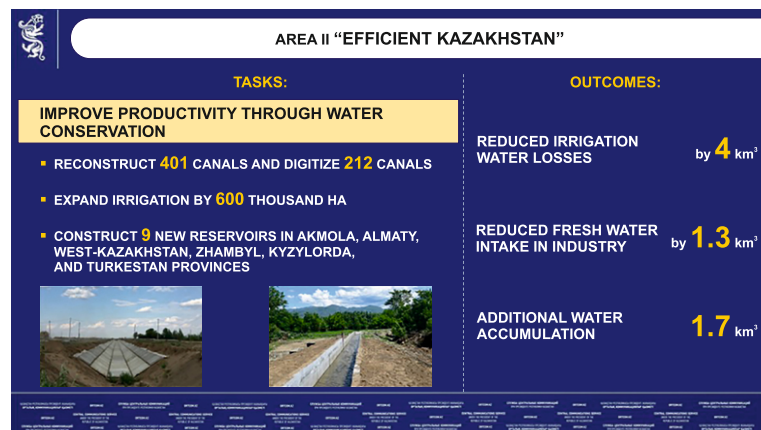 AREA II “EFFICIENT KAZAKHSTAN”
TASKS:
IMPROVE PRODUCTIVITY THROUGH WATER
CONSERVATION
RECONSTRUCT 401 CANALS AND DIGITIZE 212 CANALS
EXPAND IRRIGATION BY 600 THOUSAND HA
CONSTRUCT 9 NEW RESERVOIRS IN AKMOLA, ALMATY,
WEST-KAZAKHSTAN, ZHAMBYL, KYZYLORDA,
AND TURKESTAN PROVINCES
OUTCOMES:
REDUCED IRRIGATION
WATER LOSSES
by 4 km³
REDUCED FRESH WATER
INTAKE IN INDUSTRY
by 1.3 km³
ADDITIONAL WATER
ACCUMULATION
1.7 km³